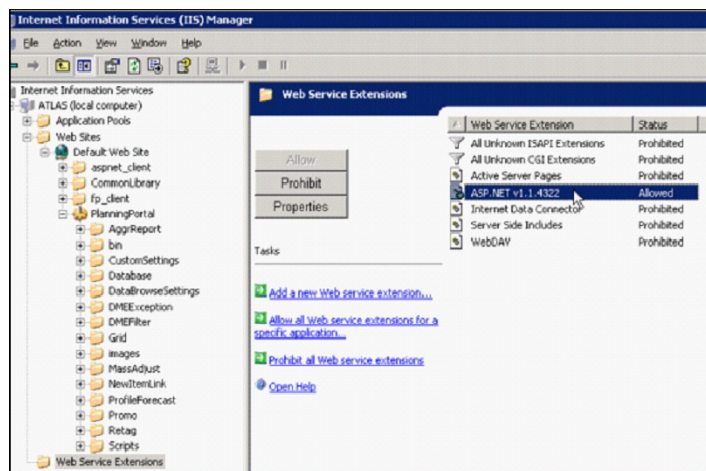 Internet Information Services (IIS) Manager
File Action View Window Help
Internet Information Services
ATLAS (local computer)
Application Pools
Web Sites
Default Web Site
aspnet_client
CommonLibrary
fp_client
PlanningPortal
AggrReport
bin
CustomSettings
Database
DataBrowseSettings
DMEException
DMEFilter
Grid
images
MassAdjust
NewItemLink
ProfileForecast
Promo
Retag
Scripts
Web Service Extensions
Web Service Extensions
Allow
Prohibit
Properties
Tasks
Add a new Web service extension...
Allow all Web service extensions for a
specific application...
Prohibit all Web service extensions
Open Help
Web Service Extension Status
All Unknown ISAPI Extensions Prohibited
All Unknown CGI Extensions Prohibited
Active Server Pages Prohibited
ASP.NET v1.1.4322 Allowed
Internet Data Connector Prohibited
Server Side Includes Prohibited
WebDAV Prohibited